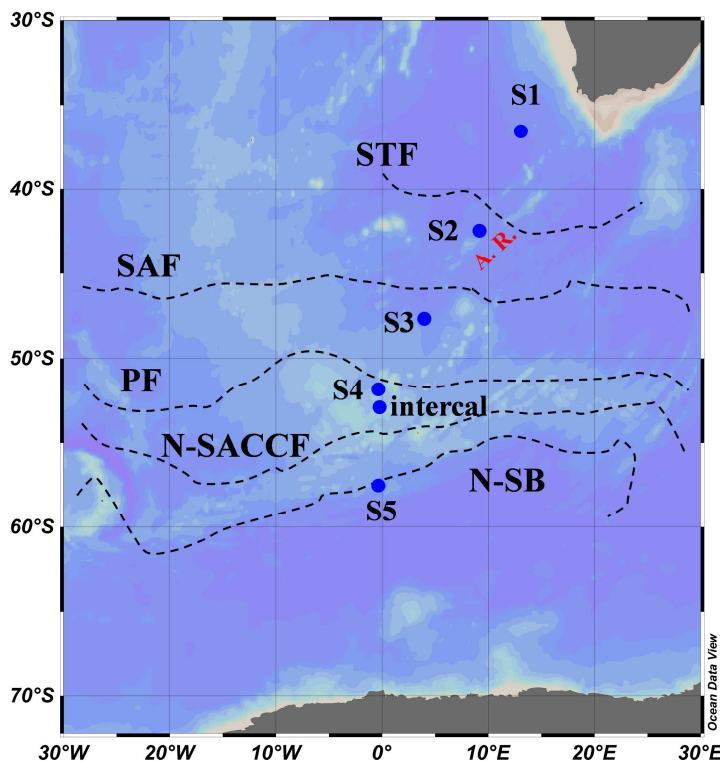 30°S
S1
STF
40°S
S2
A. R.
SAF
S3
50°S
PF
S4
intercal
N-SACCF
N-SB
S5
60°S
70°S
Ocean Data View
30°W
20°W
10°W
0°
10°E
20°E
30°E